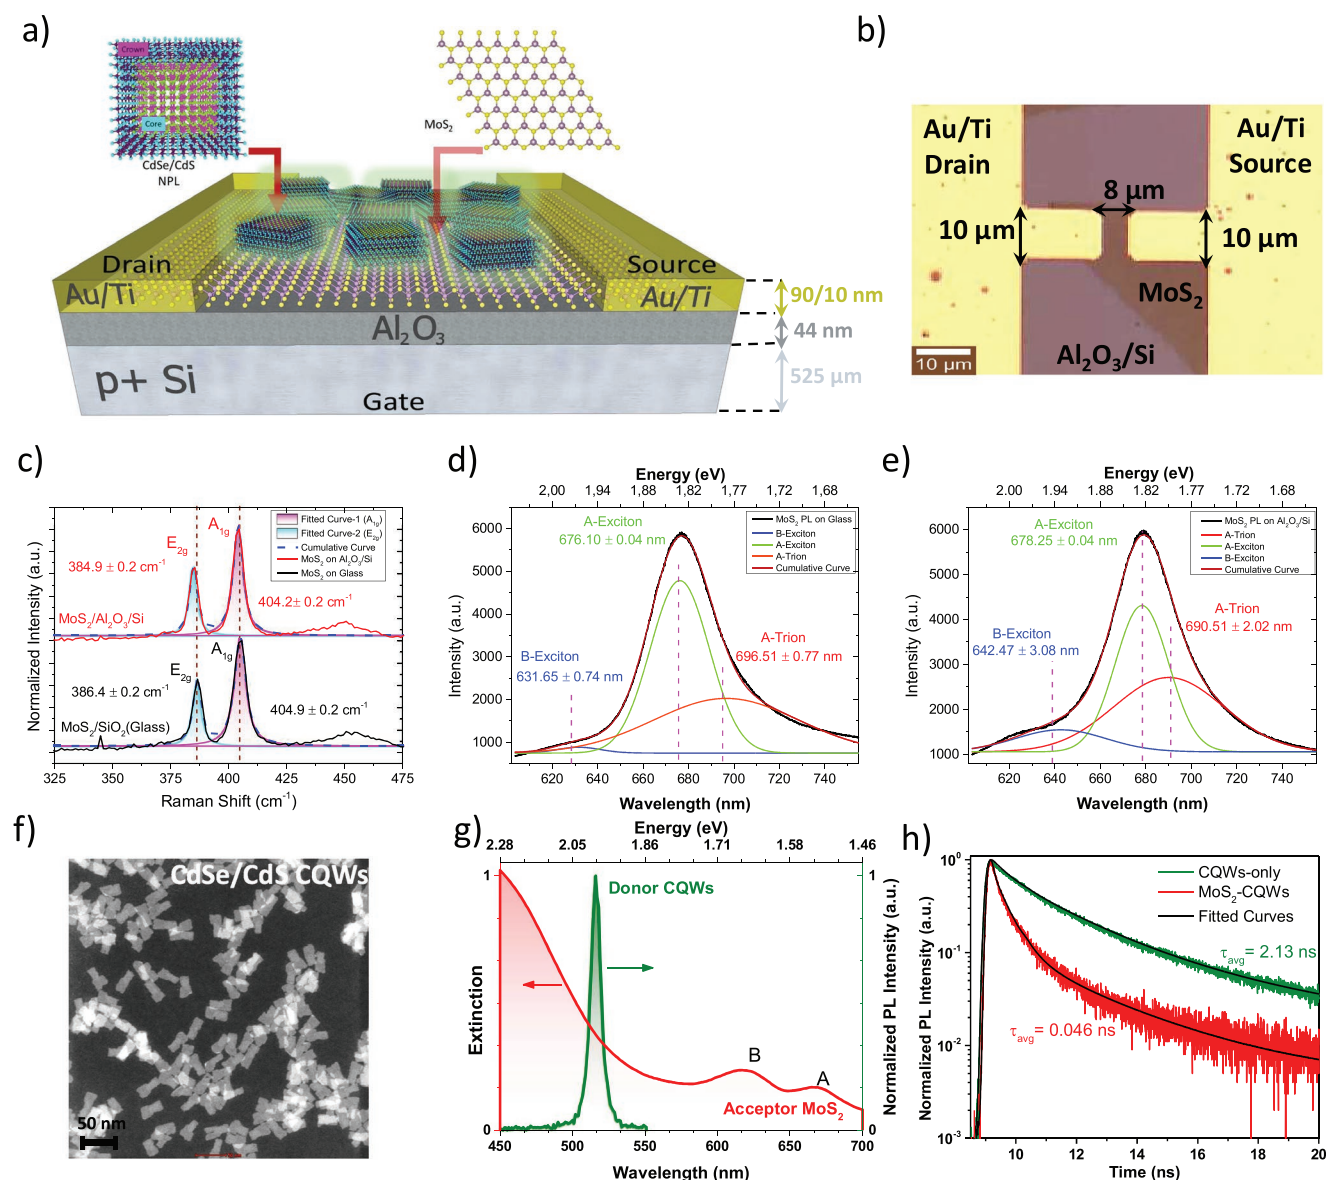 a)
Crown
Core
CdSe/CdS
NPL
MoS2
Drain
Source
Au/Ti
Au/Ti
Al2O3
p+ Si
Gate
90/10 nm
44 nm
525 µm
b)
Au/Ti
Drain
Au/Ti
Source
8 µm
10 µm
10 µm
MoS2
Al2O3/Si
10 µm
c)
Normalized Intensity (a.u.)
A1g
E2g
384.9 ± 0.2 cm-1
404.2± 0.2 cm-1
MoS2/Al2O3/Si
Fitted Curve-1 (A1g)
Fitted Curve-2 (E2g)
Cumulative Curve
MoS2 on Al2O3/Si
MoS2 on Glass
A1g
E2g
386.4 ± 0.2 cm-1
404.9 ± 0.2 cm-1
MoS2/SiO2(Glass)
325 350 375 400 425 450 475
Raman Shift (cm-1)
d)
Energy (eV)
2,00 1,94 1,88 1,82 1,77 1,72 1,68
A-Exciton
676.10 ± 0.04 nm
MoS2 PL on Glass
B-Exciton
A-Exciton
A-Trion
Cumulative Curve
A-Trion
696.51 ± 0.77 nm
B-Exciton
631.65 ± 0.74 nm
Intensity (a.u.)
6000
5000
4000
3000
2000
1000
620 640 660 680 700 720 740
Wavelength (nm)
e)
Energy (eV)
2.00 1.94 1.88 1.82 1.77 1.72 1.68
A-Exciton
678.25 ± 0.04 nm
MoS2 PL on Al2O3/Si
A-Trion
A-Exciton
B-Exciton
Cumulative Curve
A-Trion
690.51 ± 2.02 nm
B-Exciton
642.47 ± 3.08 nm
Intensity (a.u.)
6000
5000
4000
3000
2000
1000
620 640 660 680 700 720 740
Wavelength (nm)
f)
CdSe/CdS CQWs
50 nm
g)
Energy (eV)
2.28 2.05 1.86 1.71 1.58 1.46
Extinction
1
0
Donor CQWs
B
A
Acceptor MoS2
1
0
Normalized PL Intensity (a.u.)
450 500 550 600 650 700
Wavelength (nm)
h)
Normalized PL Intensity (a.u.)
10^0
10^-1
10^-2
10^-3
CQWs-only
MoS2-CQWs
Fitted Curves
τavg= 2.13 ns
τavg= 0.046 ns
10 12 14 16 18 20
Time (ns)